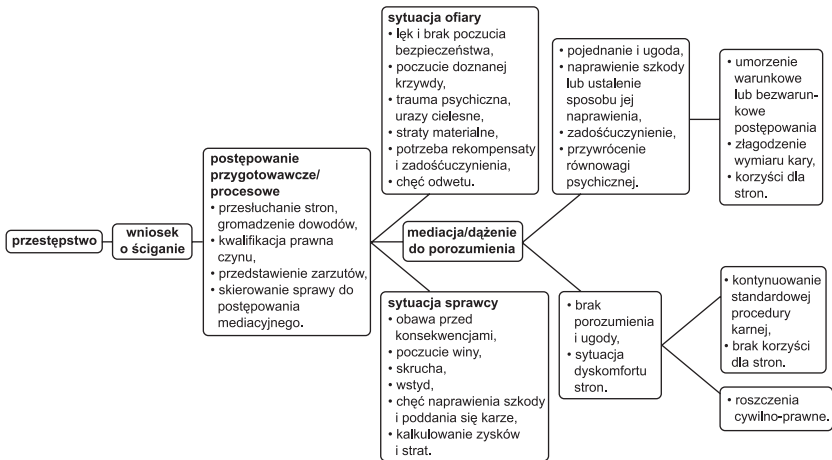 przestępstwo
wniosek
o ściganie
postępowanie
przygotowawcze/
procesowe
• przesłuchanie stron,
gromadzenie dowodów,
• kwalifikacja prawna
czynu,
• przedstawienie zarzutów,
• skierowanie sprawy do
postępowania
mediacyjnego.
sytuacja ofiary
• lęk i brak poczucia
bezpieczeństwa,
• poczucie doznanej
krzywdy,
• trauma psychiczna,
urazy cielesne,
• straty materialne,
• potrzeba rekompensaty
i zadośćuczynienia,
• chęć odwetu.
mediacja/dążenie
do porozumienia
sytuacja sprawcy
• obawa przed
konsekwencjami,
• poczucie winy,
• skrucha,
• wstyd,
• chęć naprawienia szkody
i poddania się karze,
• kalkulowanie zysków
i strat.
• pojednanie i ugoda,
• naprawienie szkody
lub ustalenie
sposobu jej
naprawienia,
• zadośćuczynienie,
• przywrócenie
równowagi
psychicznej.
• umorzenie
warunkowe
lub bezwarun-
kowe
postępowania
• złagodzenie
wymiaru kary,
• korzyści dla
stron.
• brak
porozumienia
i ugody,
• sytuacja
dyskomfortu
stron.
• kontynuowanie
standardowej
procedury
karnej,
• brak korzyści
dla stron.
• roszczenia
cywilno-prawne.